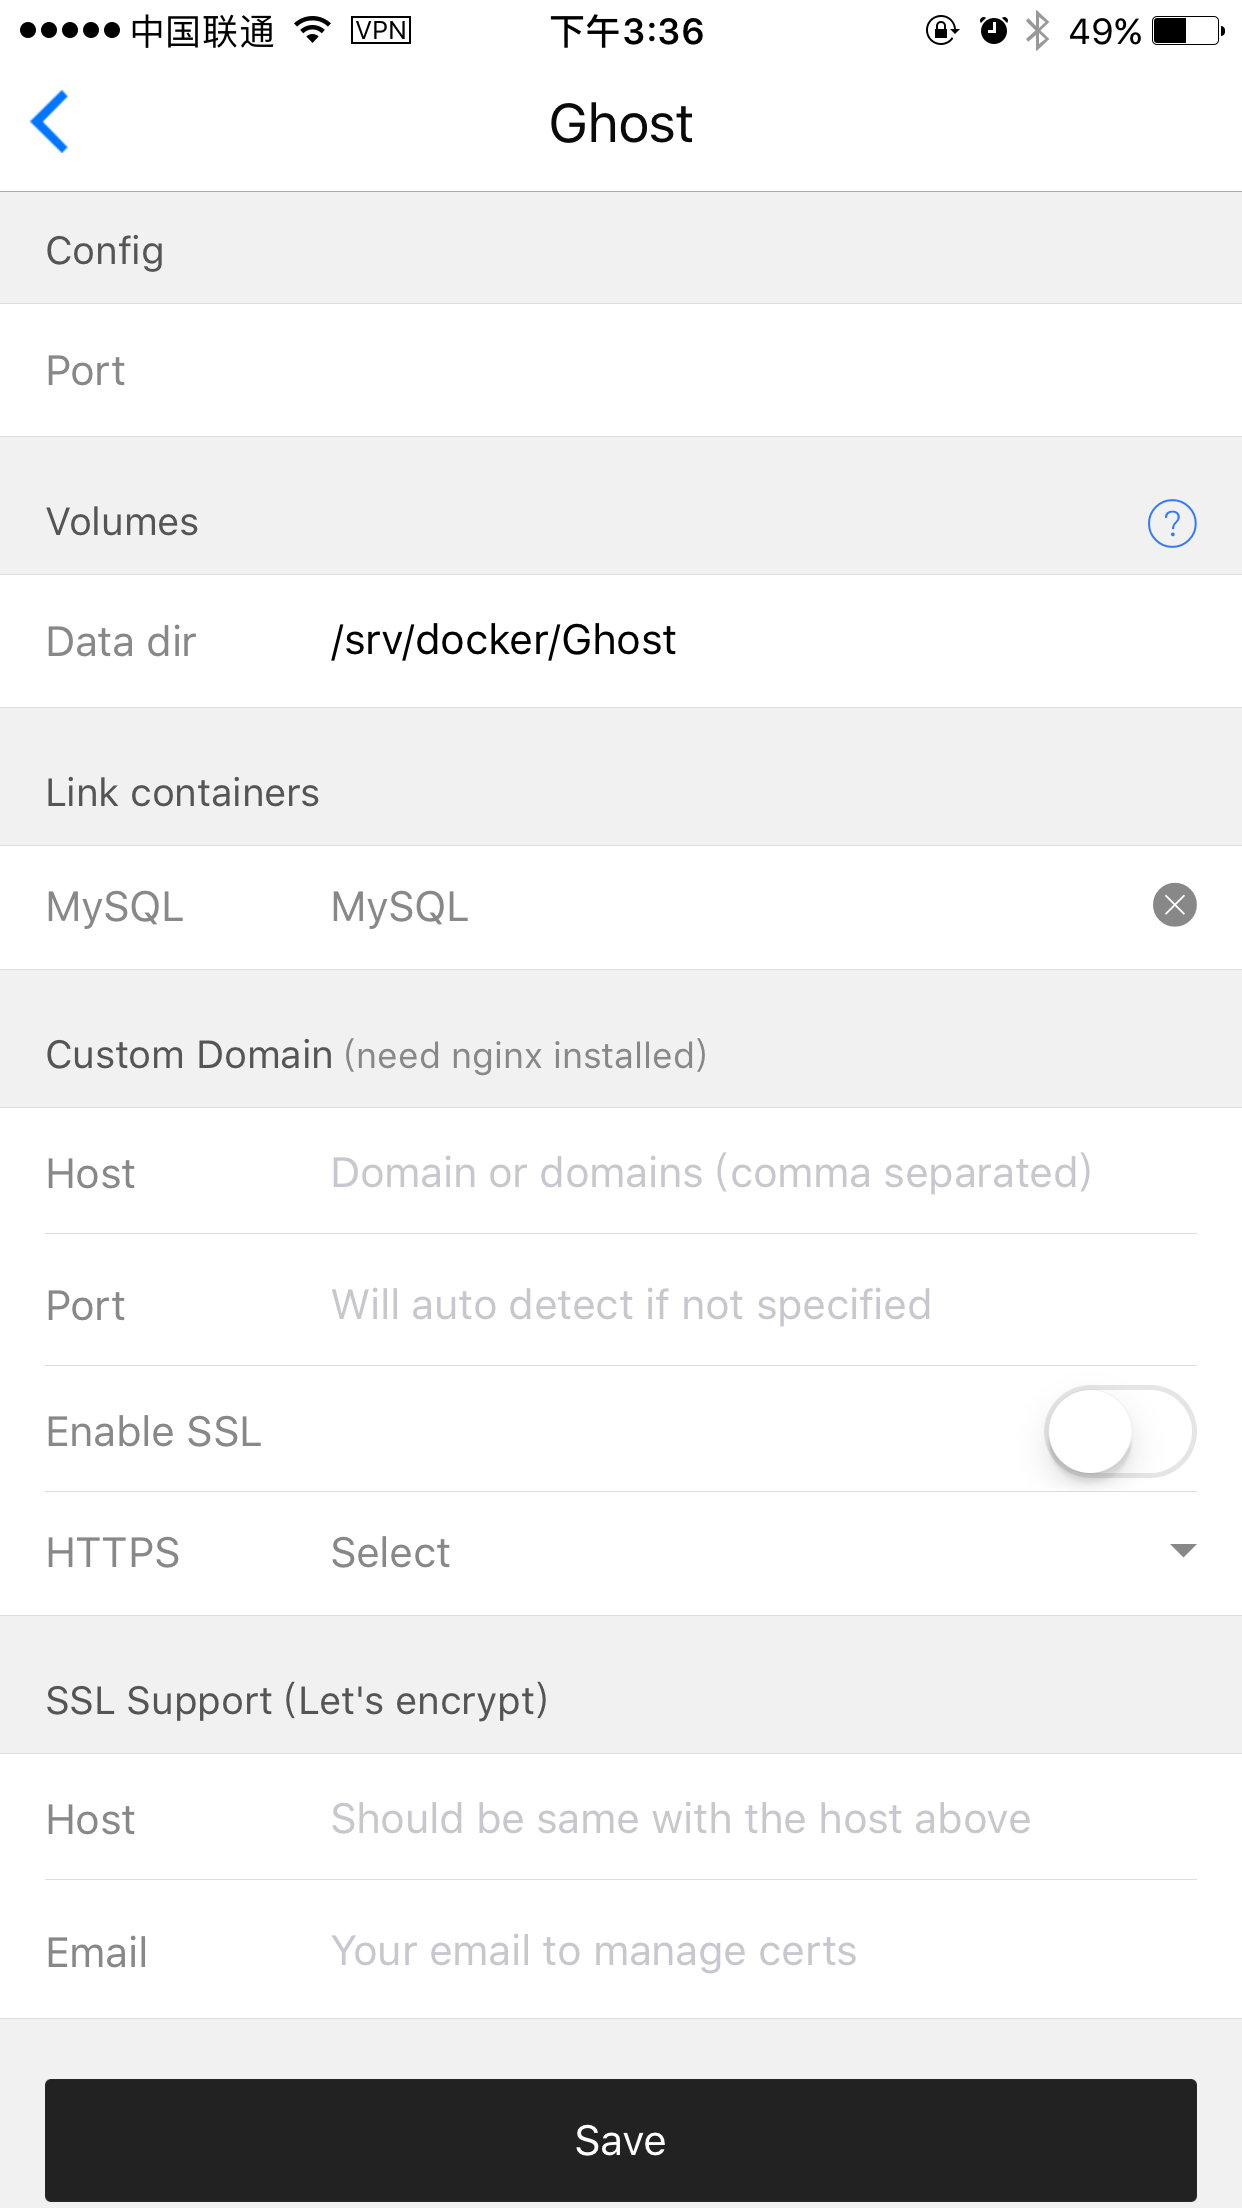 中国联通 VPN 下午3:36 49%
Ghost
Config
Port
Volumes ?
Data dir /srv/docker/Ghost
Link containers
MySQL MySQL
Custom Domain (need nginx installed)
Host Domain or domains (comma separated)
Port Will auto detect if not specified
Enable SSL
HTTPS Select
SSL Support (Let's encrypt)
Host Should be same with the host above
Email Your email to manage certs
Save